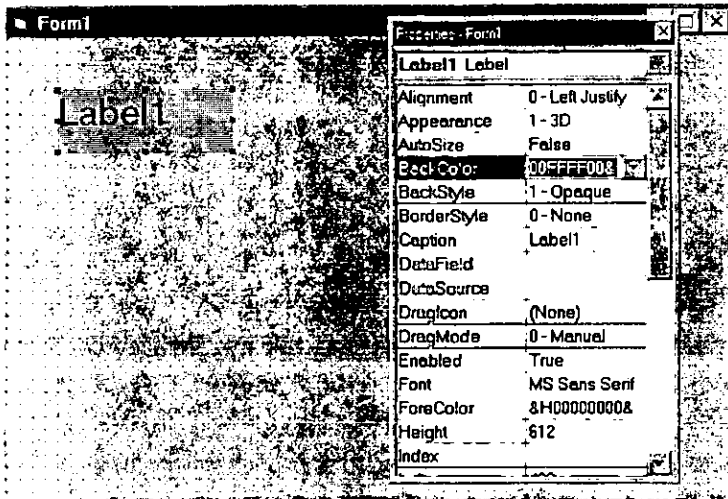 Form1
Properties - Form1
Label1 Label
Label1
Alignment 0 - Left Justify
Appearance 1 - 3D
AutoSize False
BackColor 00FFFF00&
BackStyle 1 - Opaque
BorderStyle 0 - None
Caption Label1
DataField
DataSource
DragIcon (None)
DragMode 0 - Manual
Enabled True
Font MS Sans Serif
ForeColor &H00000000&
Height 612
Index